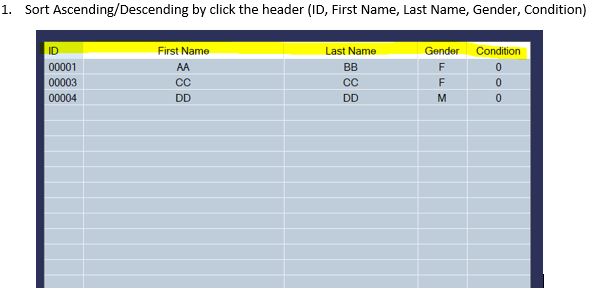 1. Sort Ascending/Descending by click the header (ID, First Name, Last Name, Gender, Condition)
ID First Name Last Name Gender Condition
00001 AA BB F 0
00003 CC CC F 0
00004 DD DD M 0